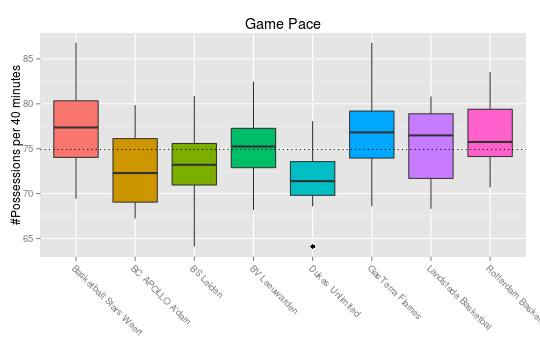 Game Pace
#Possessions per 40 minutes
85
80
75
70
65
Basketball Stars Weert
BC APOLLO A'dam
BS Leiden
BV Leeuwarden
Dukes Unlimited
GasTerra Flames
Landstede Basketbal
Rotterdam Basket